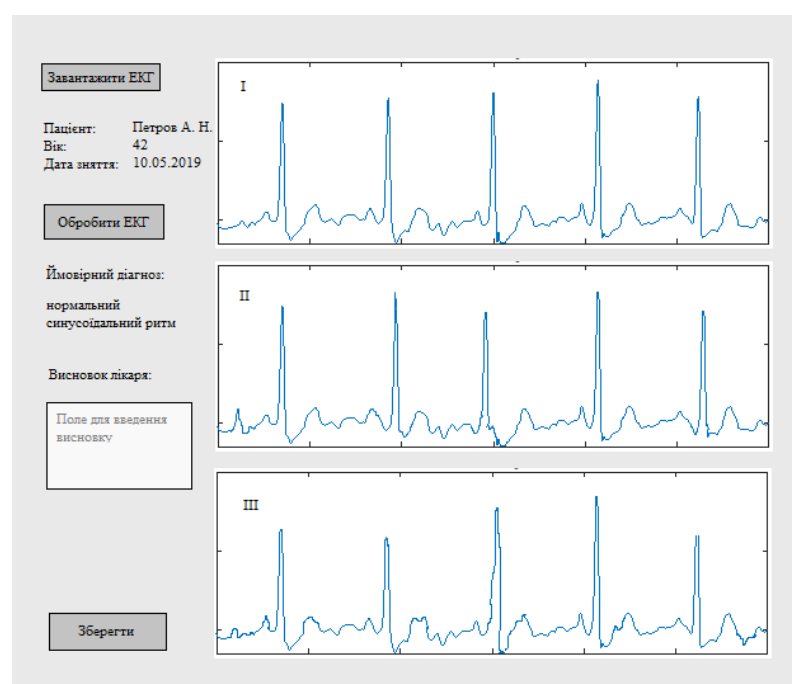 Завантажити ЕКГ
Пацієнт: Петров А. Н.
Вік: 42
Дата зняття: 10.05.2019
Обробити ЕКГ
Ймовірний діагноз:
нормальний
синусоїдальний ритм
Висновок лікаря:
Поле для введення
висновку
Зберегти
I
II
III